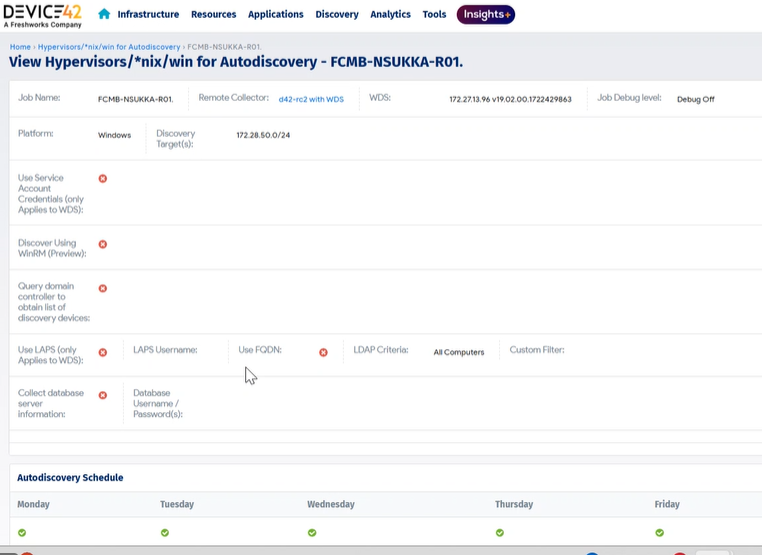 DEVICE42
A Freshworks Company
Infrastructure Resources Applications Discovery Analytics Tools Insights+
Home › Hypervisors/*nix/win for Autodiscovery › FCMB-NSUKKA-R01.
View Hypervisors/*nix/win for Autodiscovery - FCMB-NSUKKA-R01.
Job Name: FCMB-NSUKKA-R01. Remote Collector: d42-rc2 with WDS WDS: 172.27.13.96 v19.02.00.1722429863 Job Debug level: Debug Off
Platform: Windows Discovery Target(s): 172.28.50.0/24
Use Service
Account
Credentials (only
Applies to WDS):
Discover Using
WinRM (Preview):
Query domain
controller to
obtain list of
discovery devices:
Use LAPS (only
Applies to WDS):
LAPS Username: Use FQDN: LDAP Criteria: All Computers Custom Filter:
Collect database
server
information:
Database
Username /
Password(s):
Autodiscovery Schedule
Monday Tuesday Wednesday Thursday Friday